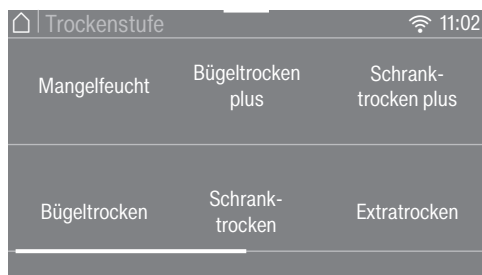 Trockenstufe 11:02
Mangelfeucht
Bügeltrocken
plus
Schrank-
trocken plus
Bügeltrocken
Schrank-
trocken
Extratrocken